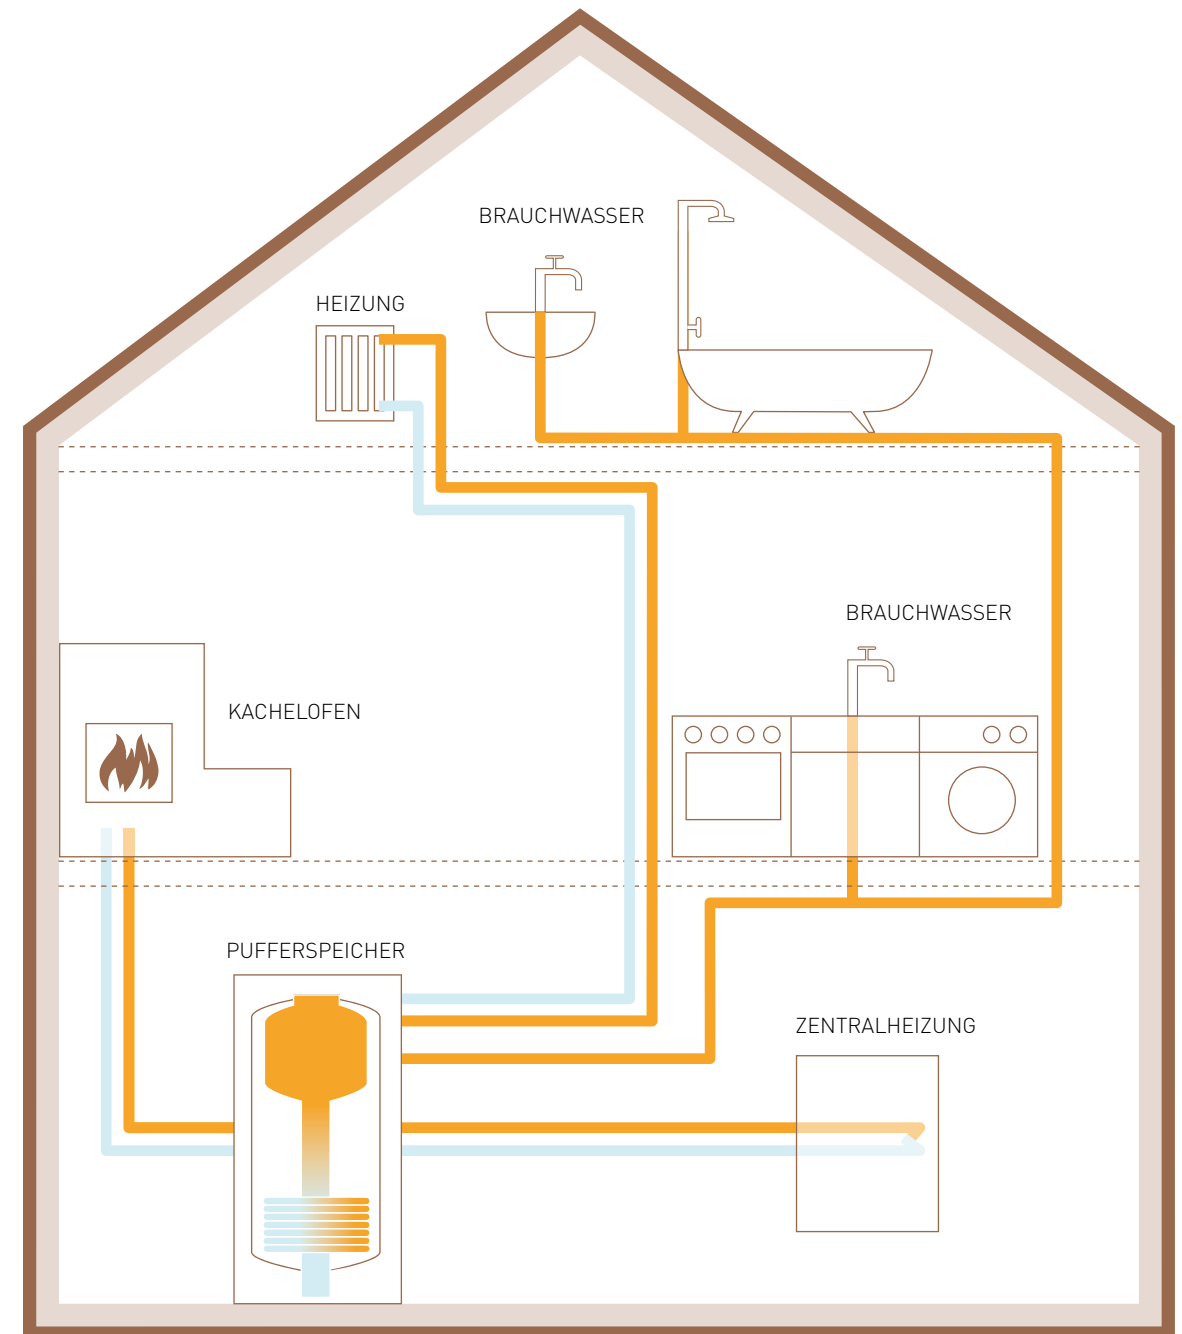 BRAUCHWASSER
HEIZUNG
BRAUCHWASSER
KACHELOFEN
PUFFERSPEICHER
ZENTRALHEIZUNG